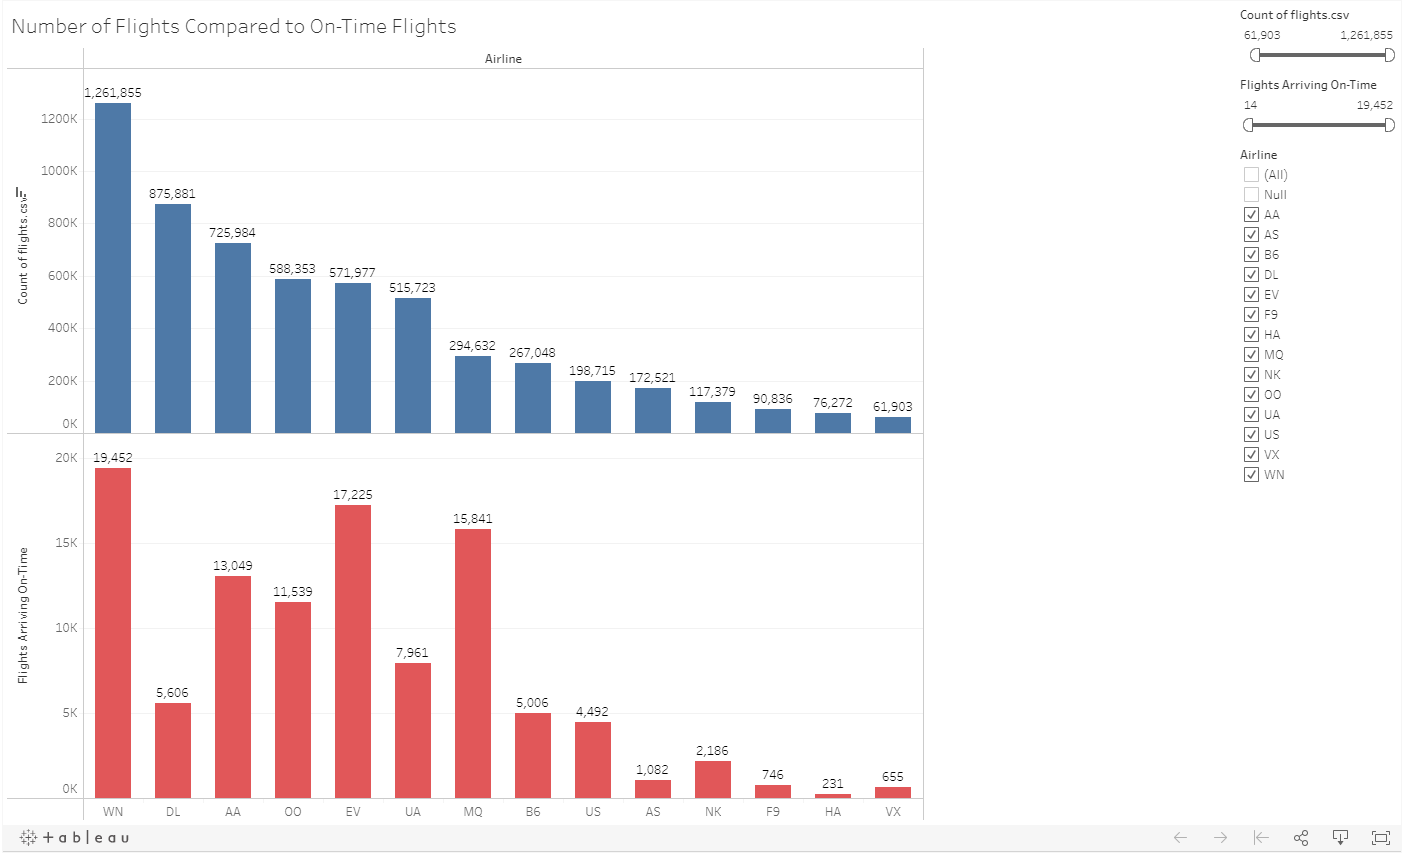 Number of Flights Compared to On-Time Flights
Airline
Count of flights.csv
1200K
1000K
800K
600K
400K
200K
0K
1,261,855
875,881
725,984
588,353
571,977
515,723
294,632
267,048
198,715
172,521
117,379
90,836
76,272
61,903
Flights Arriving On-Time
20K
15K
10K
5K
0K
19,452
5,606
13,049
11,539
17,225
7,961
15,841
5,006
4,492
1,082
2,186
746
231
655
WN DL AA OO EV UA MQ B6 US AS NK F9 HA VX
Count of flights.csv
61,903 1,261,855
Flights Arriving On-Time
14 19,452
Airline
(All)
Null
AA
AS
B6
DL
EV
F9
HA
MQ
NK
OO
UA
US
VX
WN
+ a b | e a u